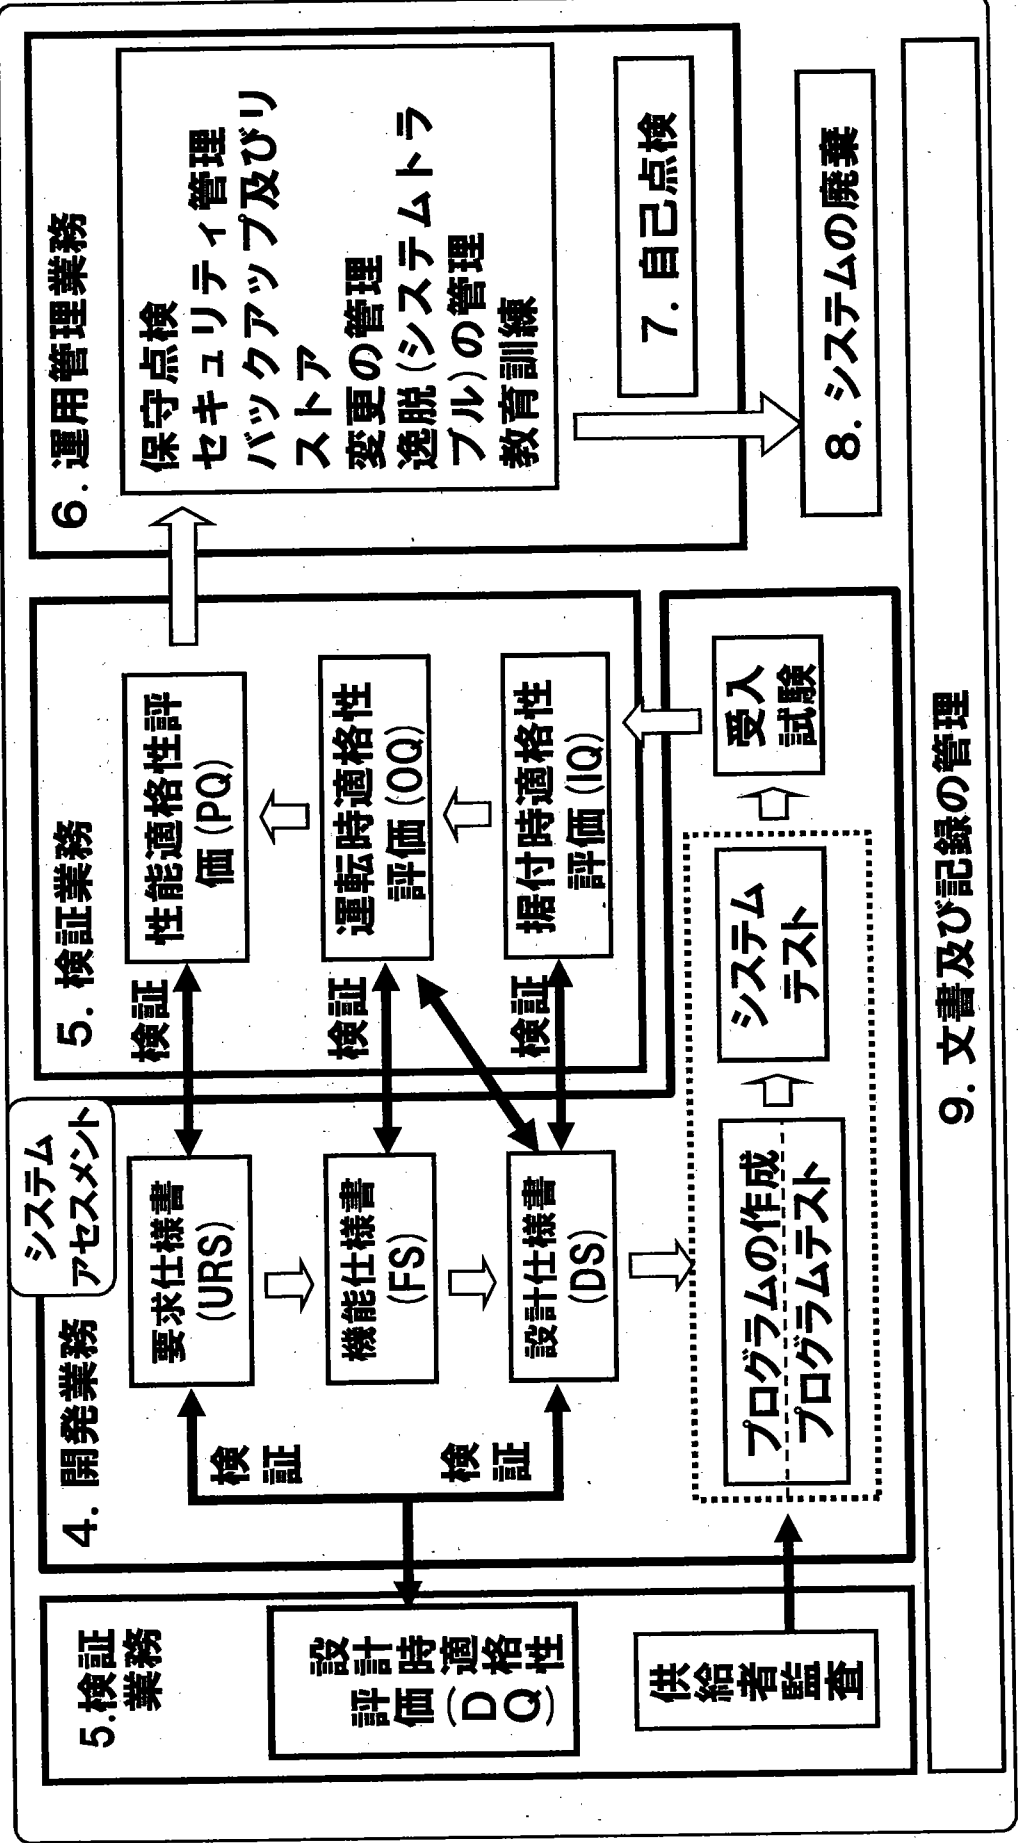 5.検証
業務
設計時適格性
評価(D
Q)
供給者監査
4. 開発業務
システム
アセスメント
要求仕様書
(URS)
機能仕様書
(FS)
設計仕様書
(DS)
検
証
検
証
プログラムの作成
プログラムテスト
システム
テスト
受入
試験
5. 検証業務
検証
性能適格性評
価(PQ)
検証
運転時適格性
評価(OQ)
検証
据付時適格性
評価(IQ)
6. 運用管理業務
保守点検
セキュリティ管理
バックアップ及びリ
ストア
変更の管理
逸脱(システムトラ
ブル)の管理
教育訓練
7. 自己点検
8. システムの廃棄
9. 文書及び記録の管理